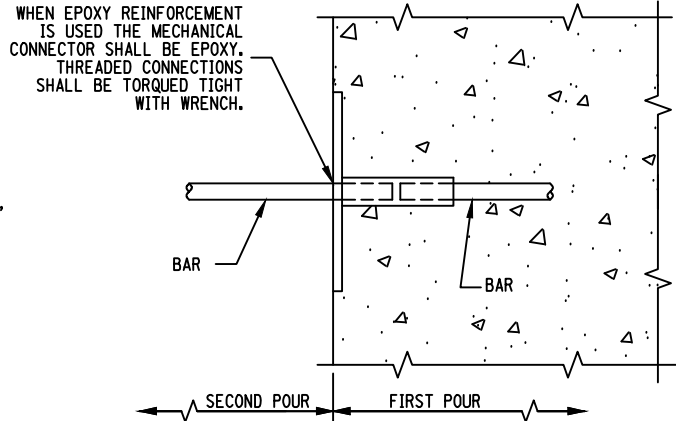 WHEN EPOXY REINFORCEMENT
IS USED THE MECHANICAL
CONNECTOR SHALL BE EPOXY.
THREADED CONNECTIONS
SHALL BE TORQUED TIGHT
WITH WRENCH.
BAR
BAR
SECOND POUR
FIRST POUR